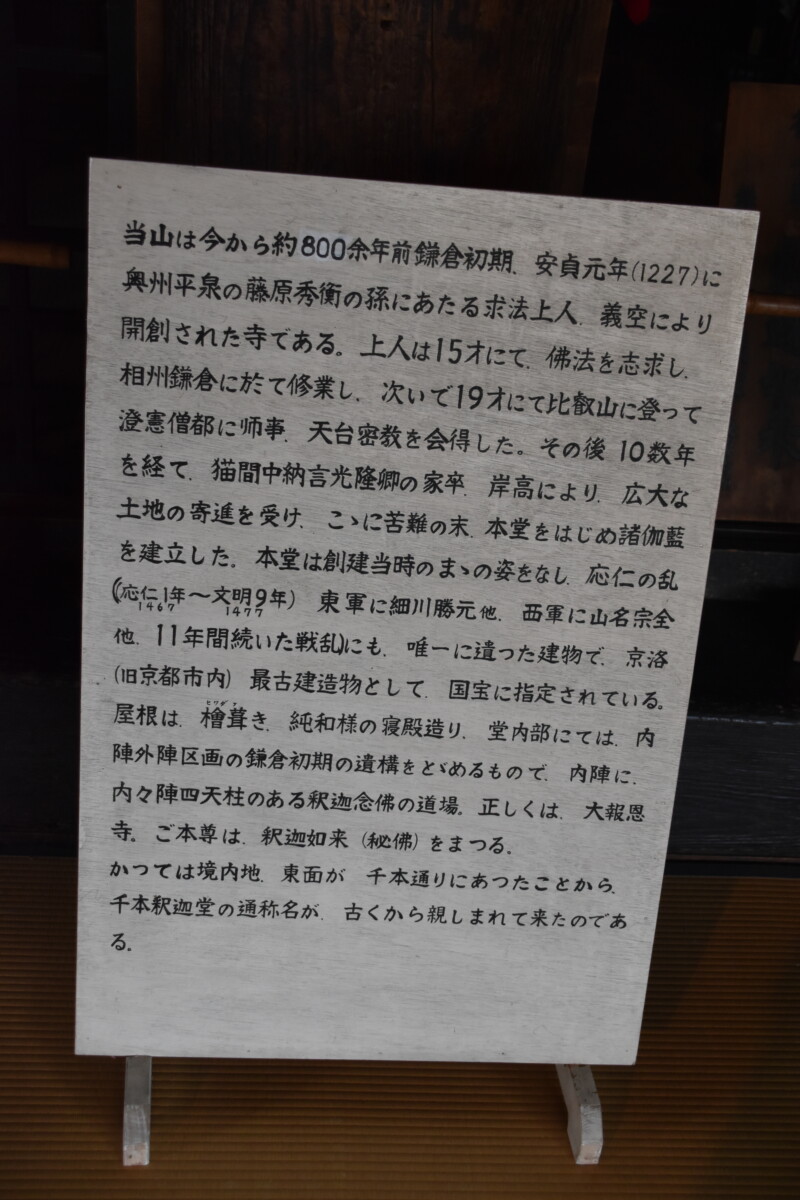 当山は今から約800余年前鎌倉初期、安貞元年(1227)に
奥州平泉の藤原秀衡の孫にあたる求法上人、義空により
開創された寺である。上人は15才にて、佛法を志求し、
相州鎌倉に於て修業し、次いで19才にて比叡山に登って
澄憲僧都に师事、天台密教を会得した。その後10数年
を経て、猫間中納言光隆卿の家卒、岸高により、広大な
土地の寄進を受け、こゝに苦難の末、本堂をはじめ諸伽藍
を建立した。本堂は創建当時のまゝの姿をなし、応仁の乱
(応仁1年〜文明9年) 東軍に細川勝元他、西軍に山名宗全
1467 1477
他、11年間続いた戦乱)にも、唯一に遺った建物で、京洛
(旧京都市内) 最古建造物として、国宝に指定されている。
ヒワダブ
屋根は、檜葺き、純和様の寝殿造り、堂内部にては、内
陣外陣区画の鎌倉初期の遺構をとゞめるもので、内陣に、
内々陣四天柱のある釈迦念佛の道場。正しくは、大報恩
寺。ご本尊は、釈迦如来(秘佛)をまつる。
かつては境内地、東面が 千本通りにあつたことから、
千本釈迦堂の通称名が、古くから親しまれて来たのであ
る。